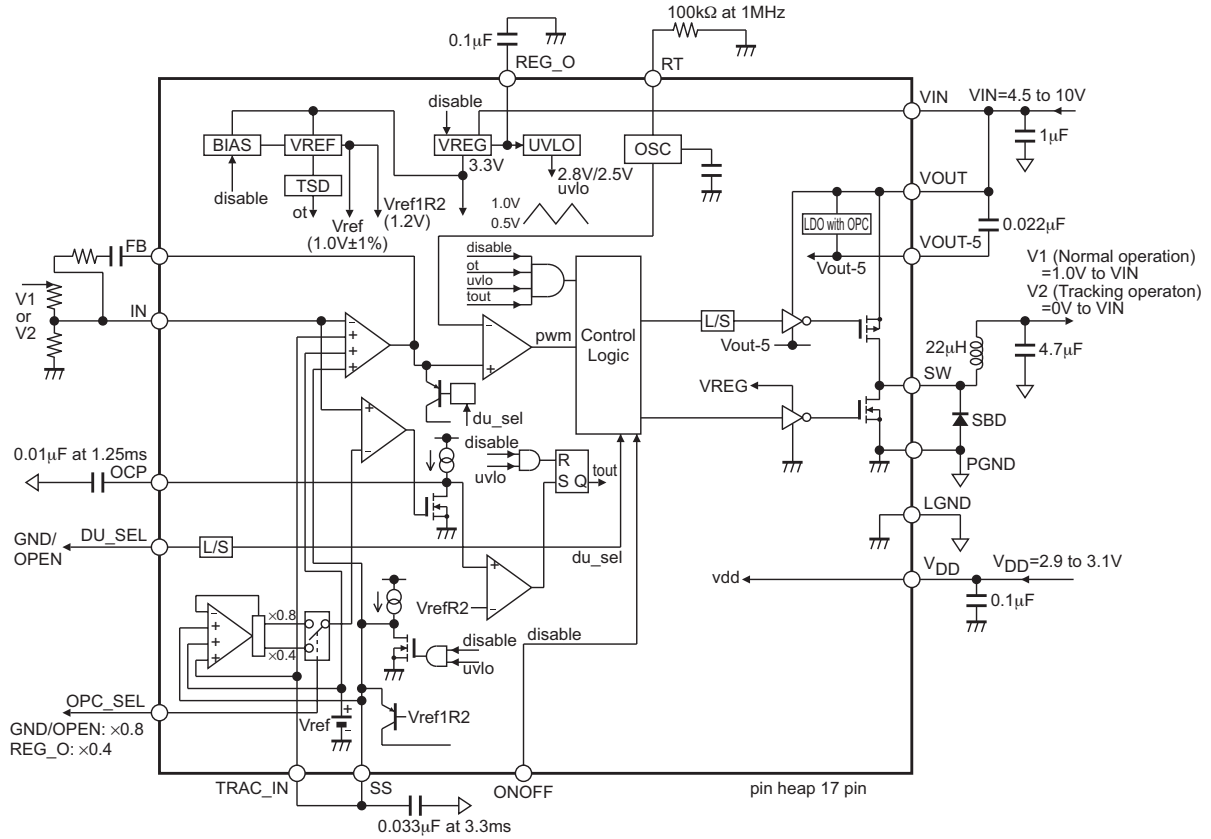 100kΩ at 1MHz
0.1μF
REG_O
RT
disable
VIN
VIN=4.5 to 10V
1μF
BIAS
VREF
VREG
UVLO
OSC
3.3V
disable
TSD
2.8V/2.5V
uvlo
ot
Vref
(1.0V±1%)
Vref1R2
(1.2V)
1.0V
0.5V
VOUT
LDO with OPC
0.022μF
VOUT-5
Vout-5
FB
V1
or
V2
IN
disable
ot
uvlo
tout
V1 (Normal operation)
=1.0V to VIN
V2 (Tracking operaton)
=0V to VIN
−
+
+
+
−
+
pwm
Control
Logic
L/S
Vout-5
22μH
4.7μF
SW
VREG
SBD
PGND
du_sel
+
−
0.01μF at 1.25ms
OCP
disable
uvlo
R
S Q
tout
LGND
GND/
OPEN
DU_SEL
L/S
du_sel
+
−
VrefR2
vdd
VDD
VDD=2.9 to 3.1V
0.1μF
−
+
+
+
×0.8
×0.4
disable
uvlo
disable
OPC_SEL
GND/OPEN: ×0.8
REG_O: ×0.4
Vref
+
−
Vref1R2
TRAC_IN
SS
ONOFF
pin heap 17 pin
0.033μF at 3.3ms